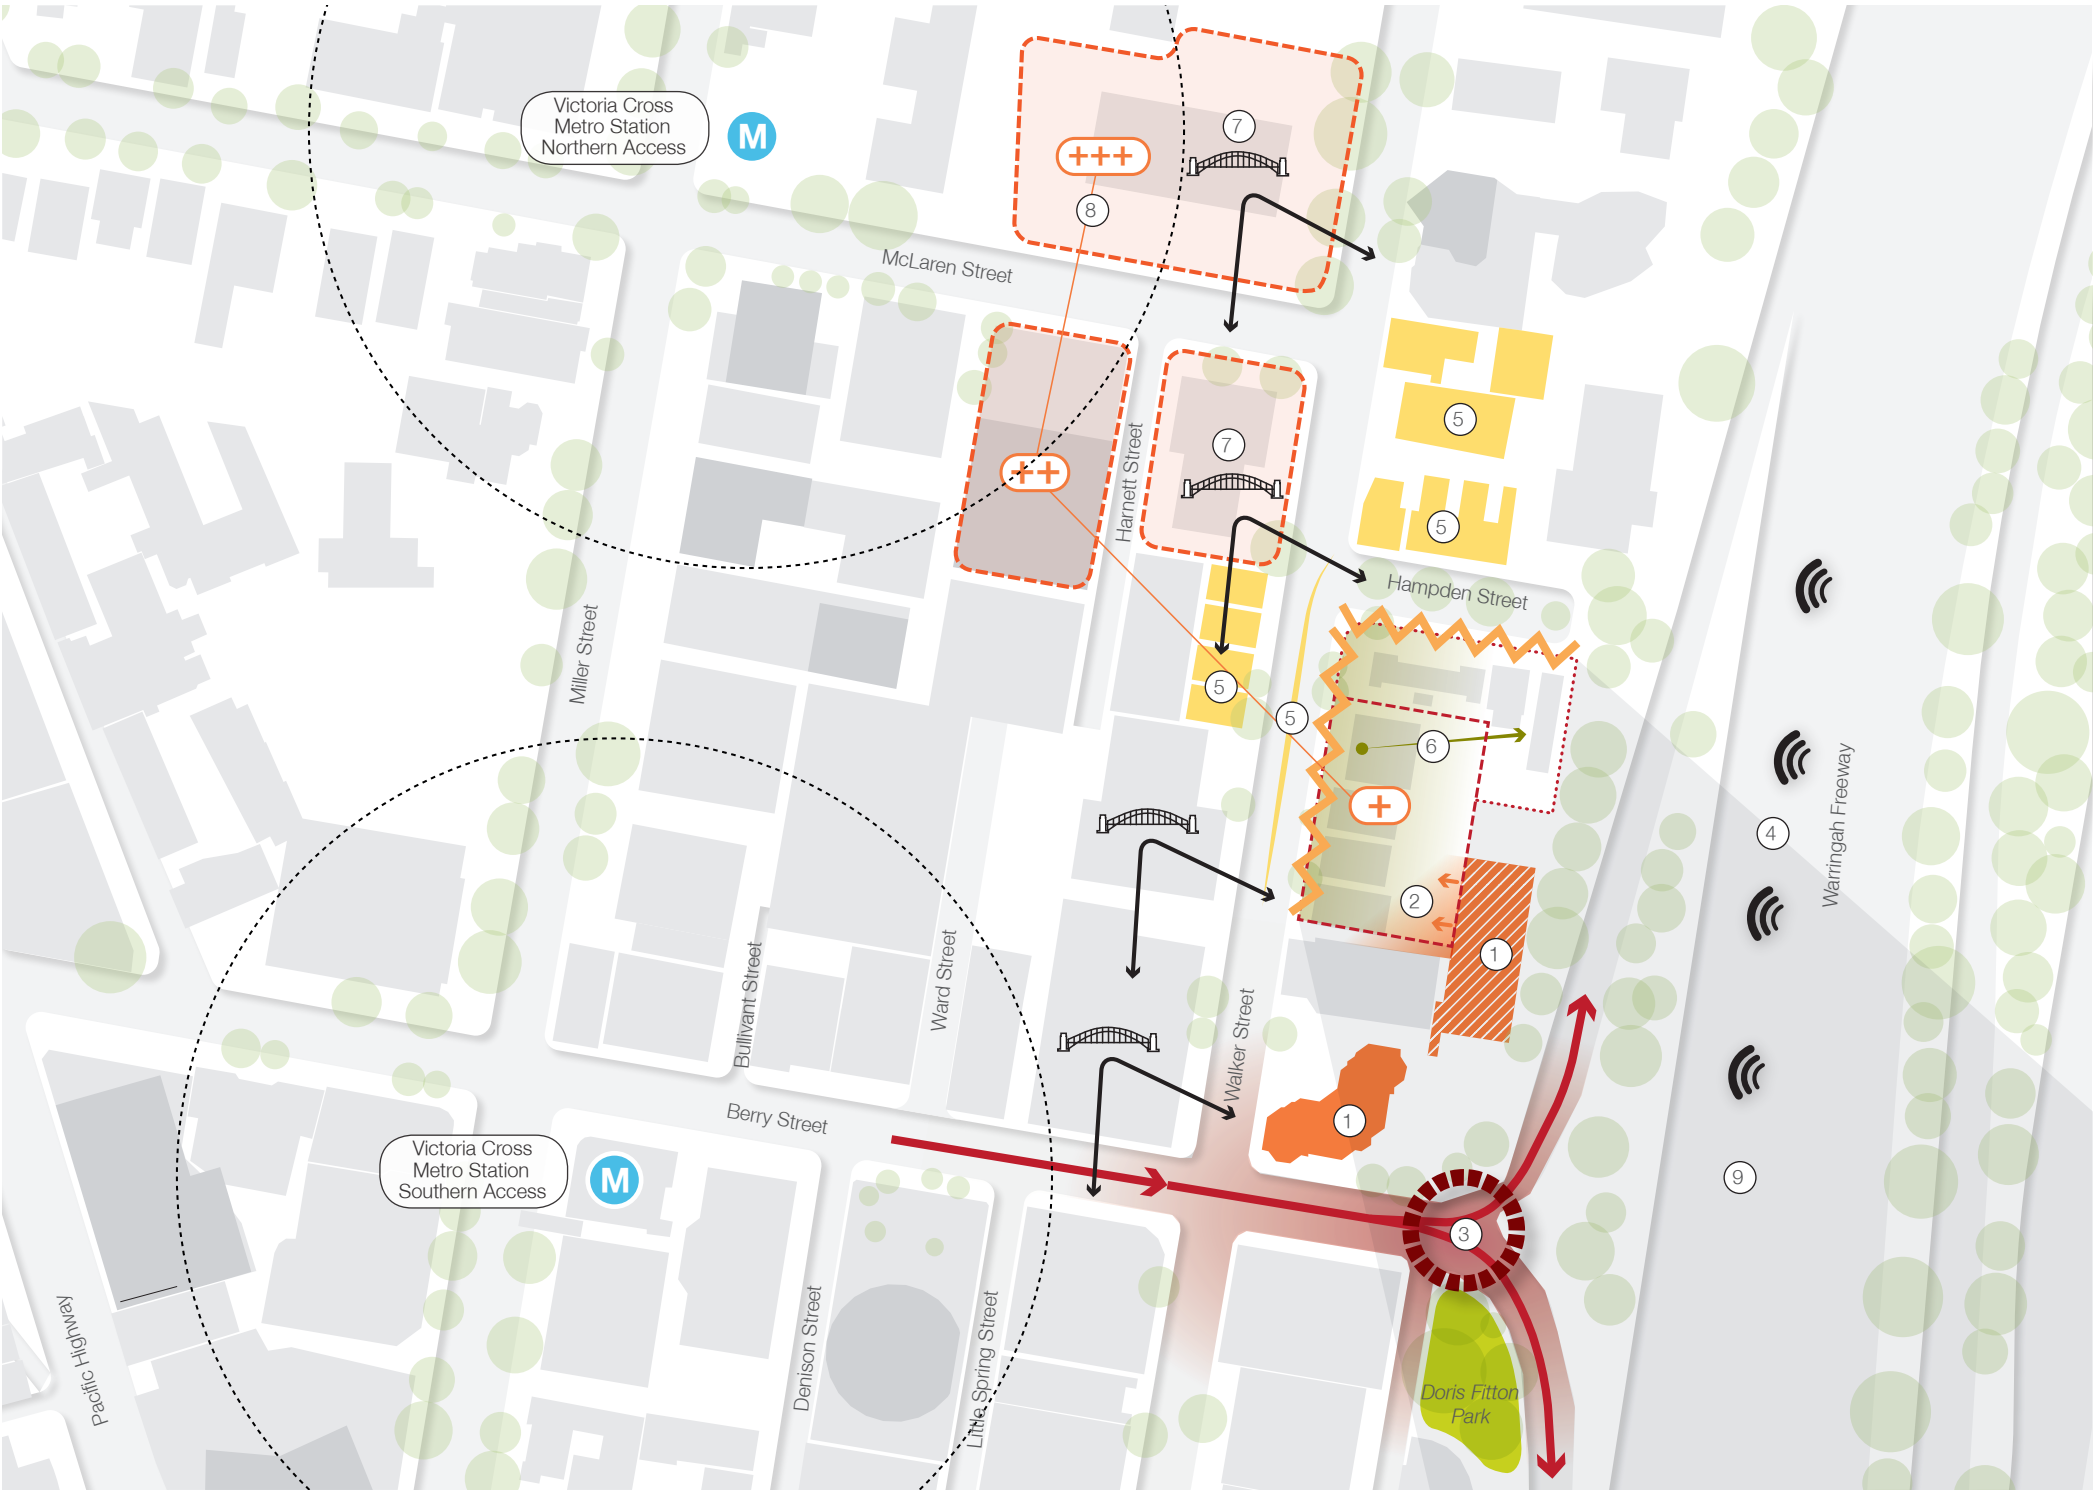 Victoria Cross
Metro Station
Northern Access
M
7
+++
8
McLaren Street
5
7
++
Harnett Street
5
Hampden Street
Miller Street
5
5
6
+
Warringah Freeway
4
2
1
Bullivant Street
Ward Street
Walker Street
Berry Street
1
Victoria Cross
Metro Station
Southern Access
M
9
3
Pacific Highway
Denison Street
Little Spring Street
Doris Fitton
Park